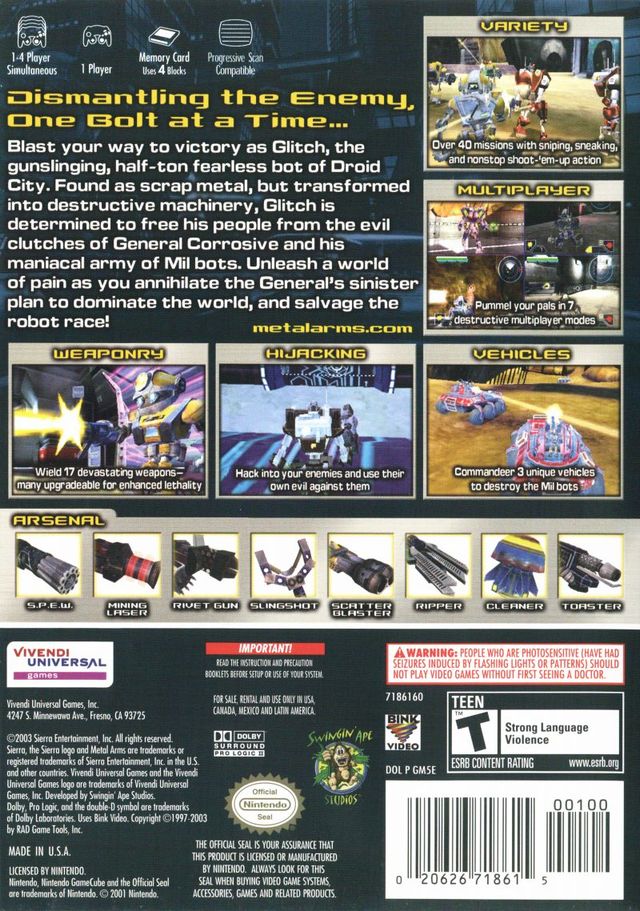 1-4 Player
Simultaneous
1 Player
Memory Card
Uses 4 Blocks
Progressive Scan
Compatible
Dismantling the Enemy,
One Bolt at a Time...
Blast your way to victory as Glitch, the
gunslinging, half-ton fearless bot of Droid
City. Found as scrap metal, but transformed
into destructive machinery, Glitch is
determined to free his people from the evil
clutches of General Corrosive and his
maniacal army of Mil bots. Unleash a world
of pain as you annihilate the General's sinister
plan to dominate the world, and salvage the
robot race!
metalarms.com
VARIETY
Over 40 missions with sniping, sneaking,
and nonstop shoot-'em-up action
MULTIPLAYER
Pummel your pals in 7
destructive multiplayer modes
WEAPONRY
Wield 17 devastating weapons—
many upgradeable for enhanced lethality
HIJACKING
Hack into your enemies and use their
own evil against them
VEHICLES
Commandeer 3 unique vehicles
to destroy the Mil bots
ARSENAL
S.P.E.W.
MINING
LASER
RIVET GUN
SLINGSHOT
SCATTER
BLASTER
RIPPER
CLEANER
TOASTER
VIVENDI
UNIVERSAL
games
Vivendi Universal Games, Inc.
4247 S. Minnewawa Ave., Fresno, CA 93725
©2003 Sierra Entertainment, Inc. All rights reserved.
Sierra, the Sierra logo and Metal Arms are trademarks or
registered trademarks of Sierra Entertainment, Inc. in the U.S.
and other countries. Vivendi Universal Games and the Vivendi
Universal Games logo are trademarks of Vivendi Universal
Games, Inc. Developed by Swingin' Ape Studios.
Dolby, Pro Logic, and the double-D symbol are trademarks
of Dolby Laboratories. Uses Bink Video. Copyright ©1997-2003
by RAD Game Tools, Inc.
MADE IN U.S.A.
LICENSED BY NINTENDO.
Nintendo, Nintendo GameCube and the Official Seal
are trademarks of Nintendo. © 2001 Nintendo.
IMPORTANT!
READ THE INSTRUCTION AND PRECAUTION
BOOKLETS BEFORE SETUP OR USE OF YOUR SYSTEM.
FOR SALE, RENTAL AND USE ONLY IN USA,
CANADA, MEXICO AND LATIN AMERICA.
DOLBY
SURROUND
PRO LOGIC II
SWINGIN' APE
STUDIOS
Official
Nintendo
Seal
THE OFFICIAL SEAL IS YOUR ASSURANCE THAT
THIS PRODUCT IS LICENSED OR MANUFACTURED
BY NINTENDO. ALWAYS LOOK FOR THIS
SEAL WHEN BUYING VIDEO GAME SYSTEMS,
ACCESSORIES, GAMES AND RELATED PRODUCTS.
WARNING: PEOPLE WHO ARE PHOTOSENSITIVE (HAVE HAD
SEIZURES INDUCED BY FLASHING LIGHTS OR PATTERNS) SHOULD
NOT PLAY VIDEO GAMES WITHOUT FIRST SEEING A DOCTOR.
7186160
BINK
VIDEO
DOL P GM5E
TEEN
T
TM
Strong Language
Violence
ESRB CONTENT RATING
www.esrb.org
00100
0 20626 71861 5